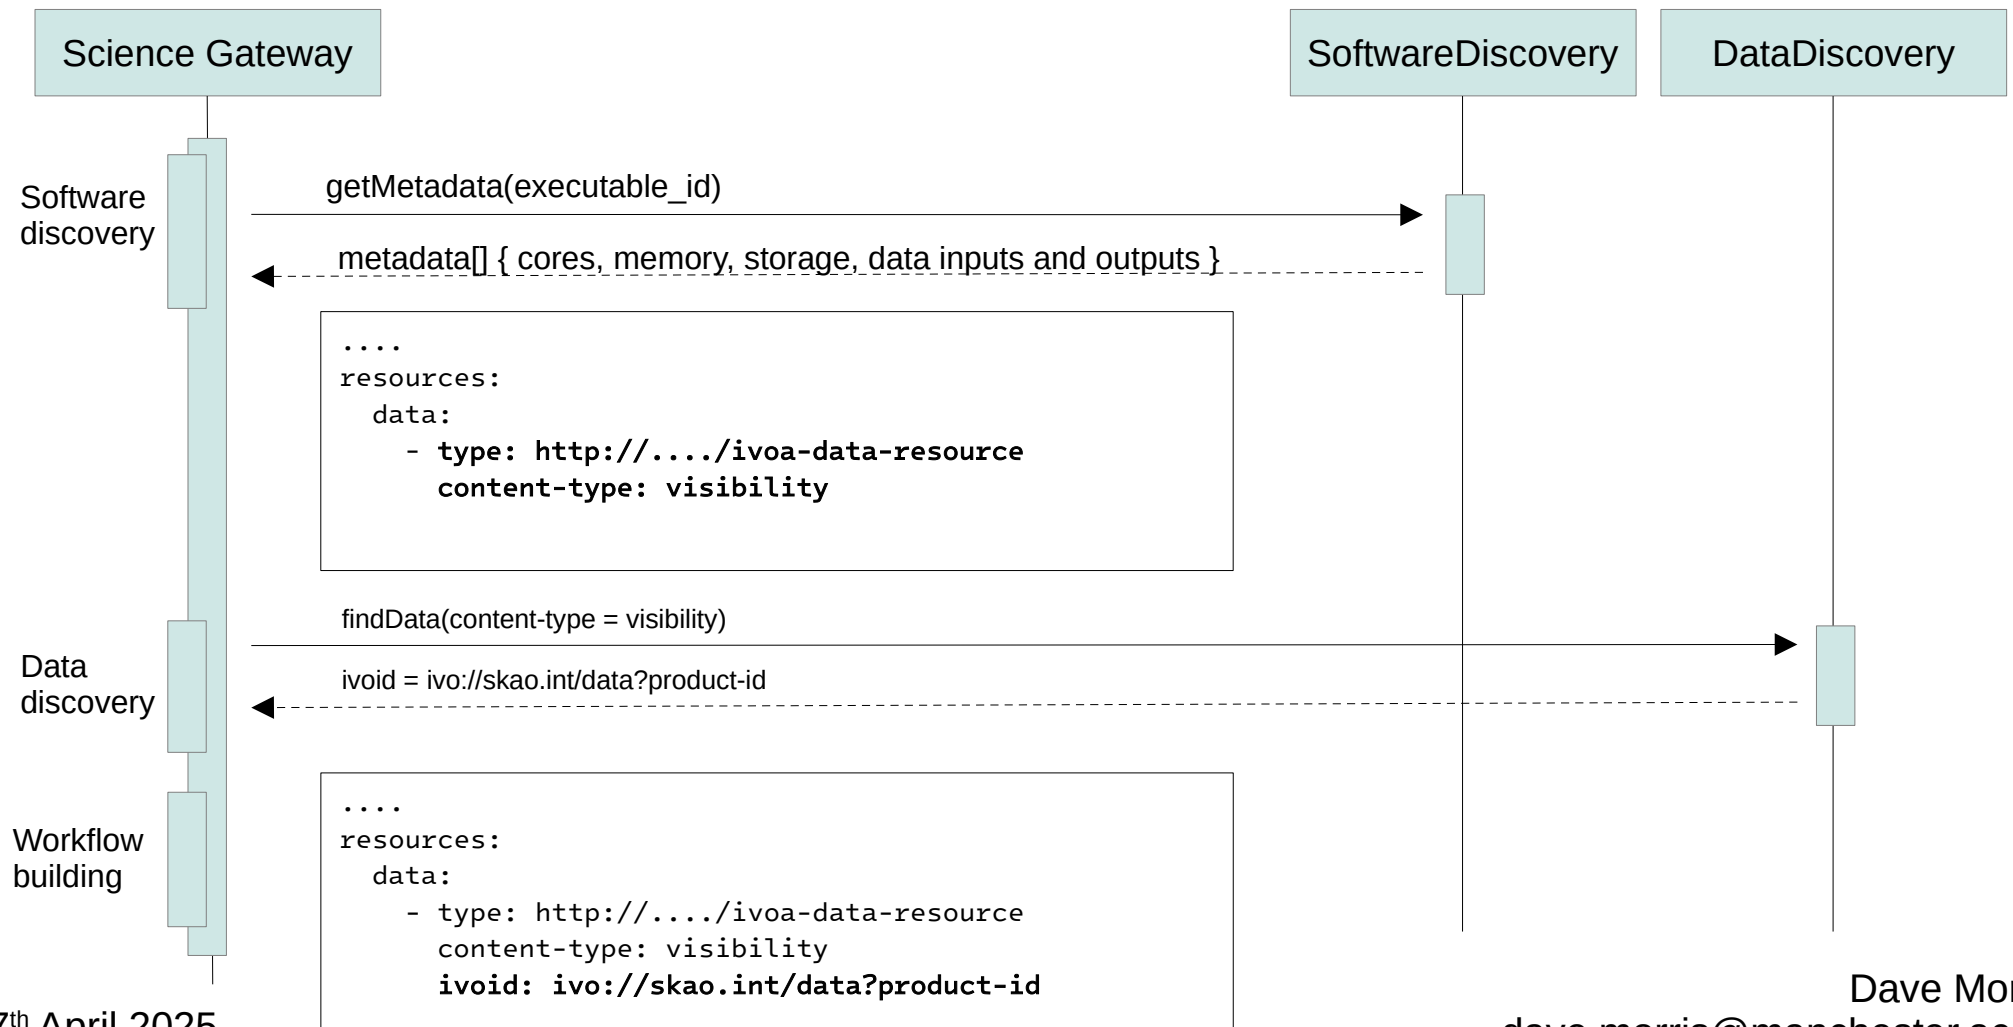 Science Gateway
SoftwareDiscovery
DataDiscovery
Software
discovery
getMetadata(executable_id)
metadata[] { cores, memory, storage, data inputs and outputs }
....
resources:
data:
- type: http://..../ivoa-data-resource
content-type: visibility
findData(content-type = visibility)
Data
discovery
ivoid = ivo://skao.int/data?product-id
Workflow
building
....
resources:
data:
- type: http://..../ivoa-data-resource
content-type: visibility
ivoid: ivo://skao.int/data?product-id
Dave
7th April 2025